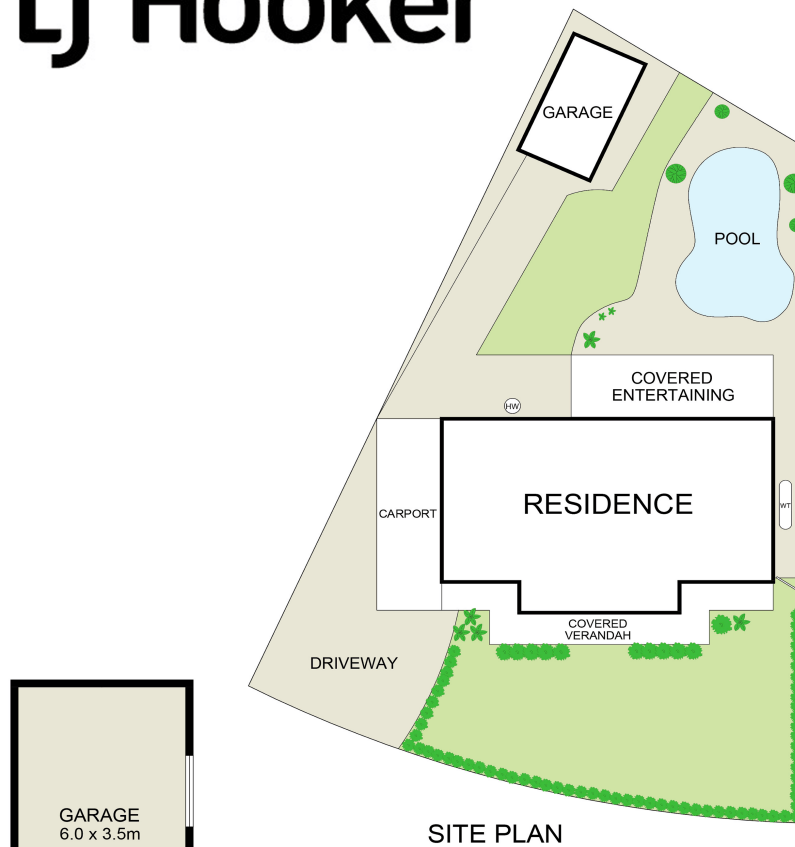 LJ Hooker
GARAGE
POOL
COVERED
ENTERTAINING
HW
RESIDENCE
CARPORT
WT
COVERED
VERANDAH
DRIVEWAY
GARAGE
6.0 x 3.5m
SITE PLAN